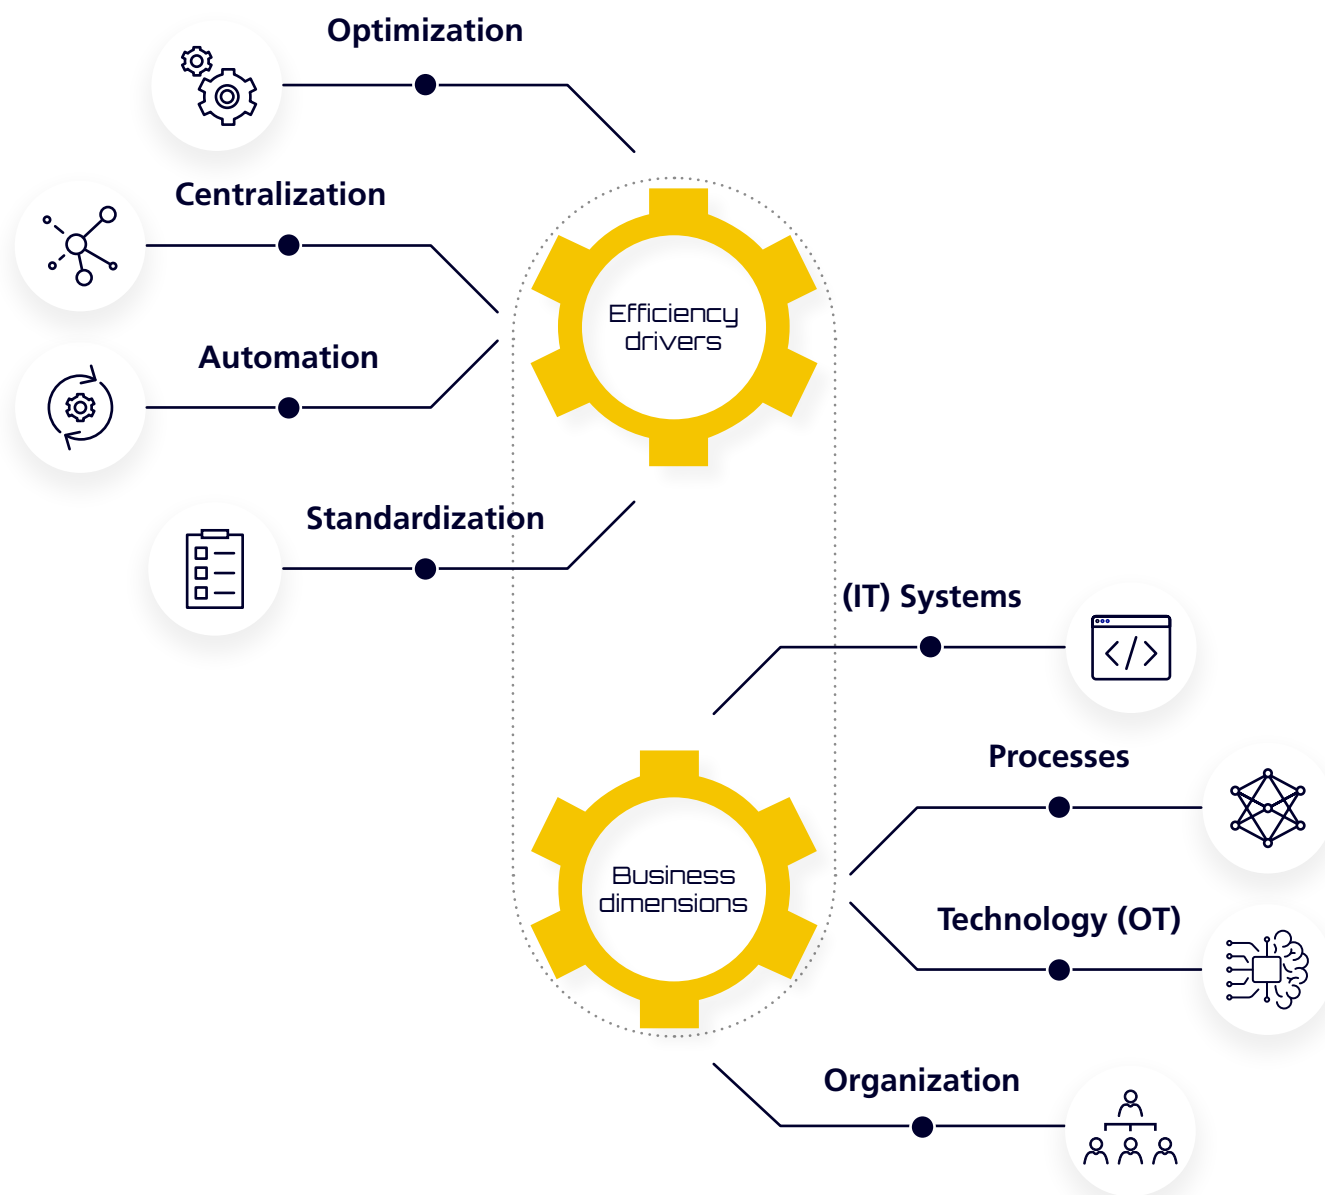 Optimization
Centralization
Efficiency
drivers
Automation
Standardization
(IT) Systems
Processes
Business
dimensions
Technology (OT)
Organization